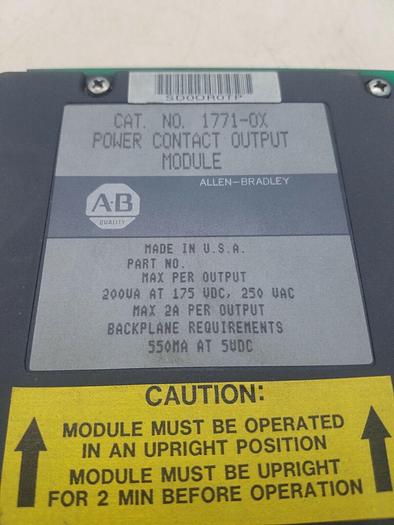 SD0DR0TP
CAT. NO. 1771-OX
POWER CONTACT OUTPUT
MODULE
ALLEN-BRADLEY
A-B
QUALITY
MADE IN U.S.A.
PART NO.
MAX PER OUTPUT
200VA AT 175 VDC, 250 VAC
MAX 2A PER OUTPUT
BACKPLANE REQUIREMENTS
550MA AT 5VDC
CAUTION:
MODULE MUST BE OPERATED
IN AN UPRIGHT POSITION
MODULE MUST BE UPRIGHT
FOR 2 MIN BEFORE OPERATION